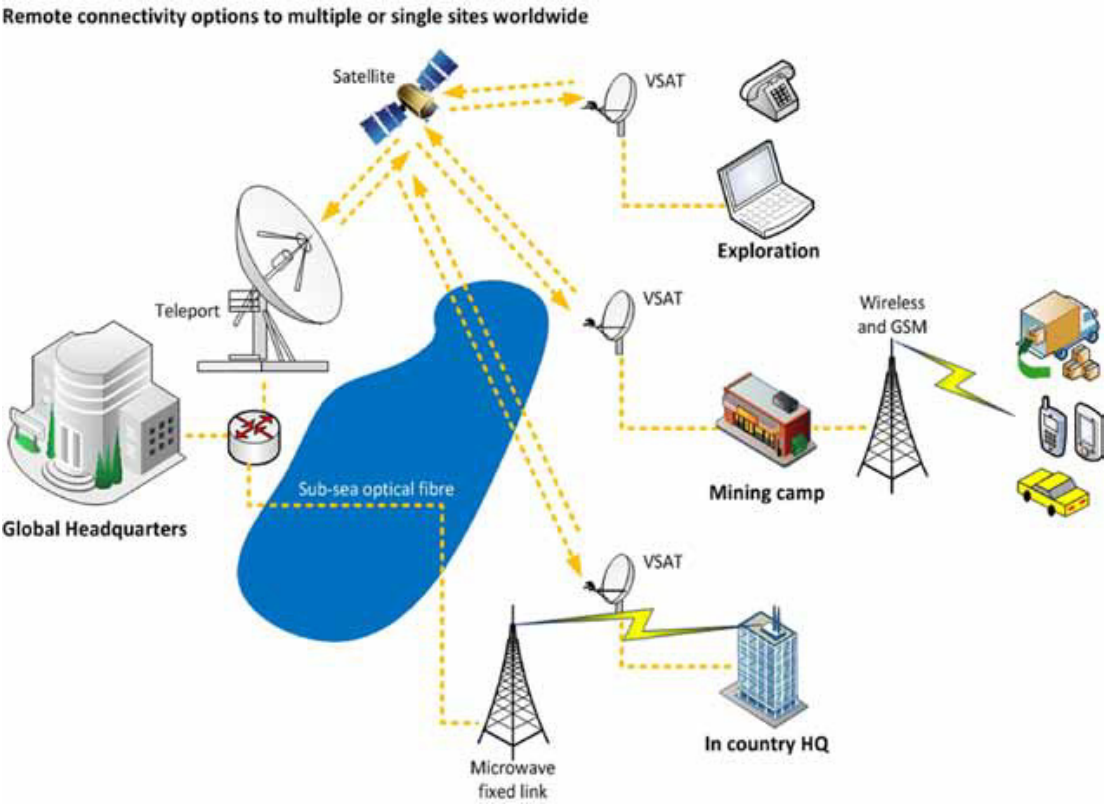 Remote connectivity options to multiple or single sites worldwide
Satellite
VSAT
Exploration
Teleport
VSAT
Wireless
and GSM
Sub-sea optical fibre
Mining camp
Global Headquarters
VSAT
In country HQ
Microwave
fixed link